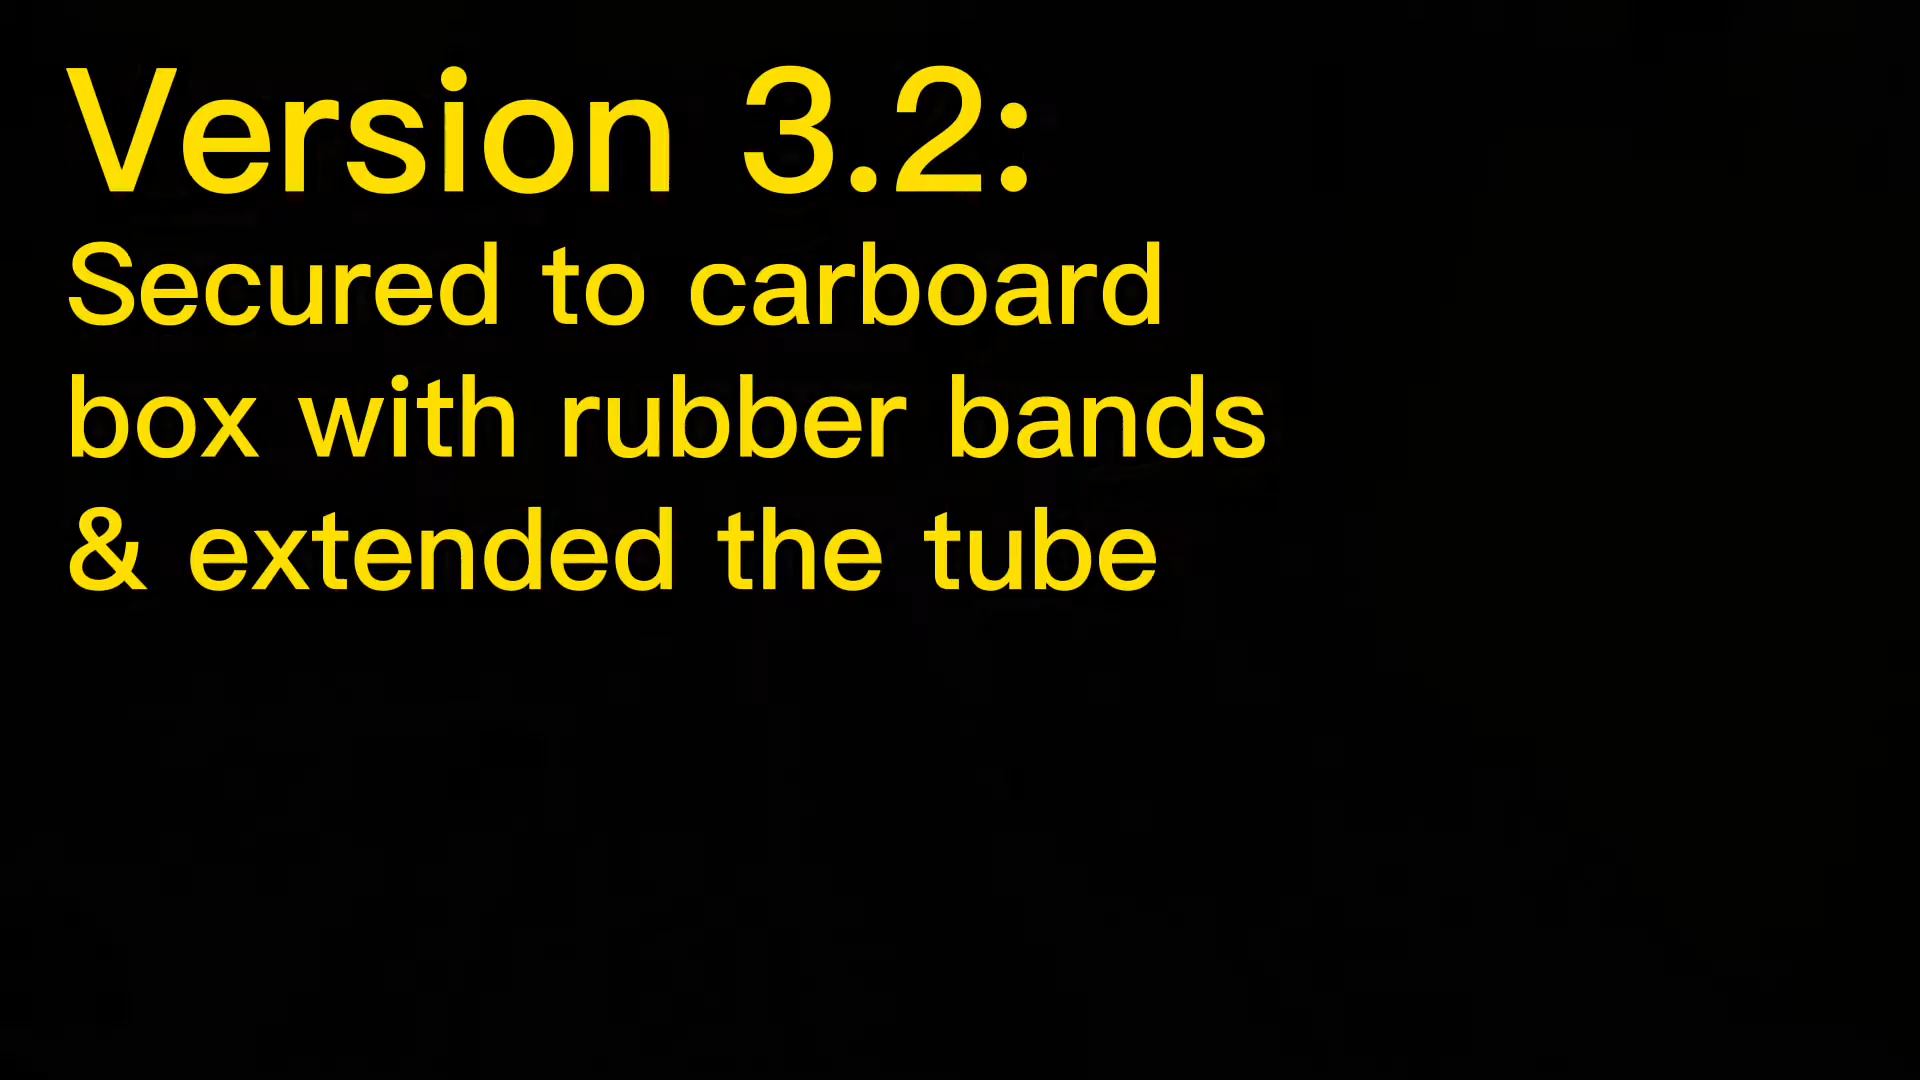 Version 3.2:
Secured to carboard
box with rubber bands
& extended the tube